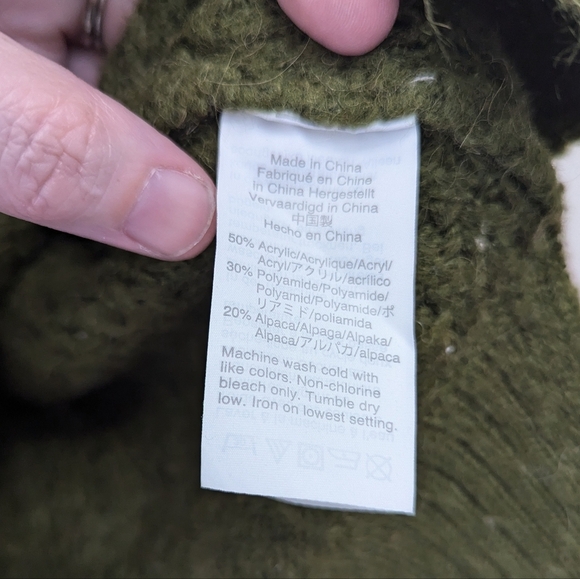 Made in China
Fabriqué en Chine
In China Hergestellt
Vervaardigd in China
中国製
Hecho en China
50% Acrylic/Acrylique/Acryl/
Acryl/アクリル/acrílico
30% Polyamide/Polyamide/
Polyamid/Polyamide/ポ
リアミド/poliamida
20% Alpaca/Alpaga/Alpaka/
Alpaca/アルパカ/alpaca
Machine wash cold with
like colors. Non-chlorine
bleach only. Tumble dry
low. Iron on lowest setting.